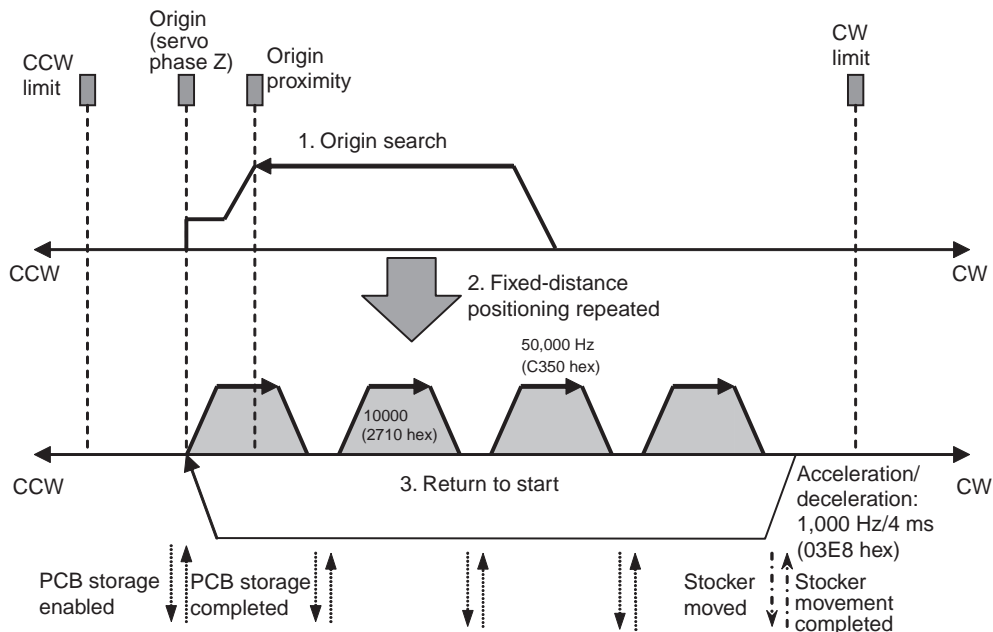 CCW
limit
Origin
(servo
phase Z)
Origin
proximity
CW
limit
1. Origin search
CCW
CW
2. Fixed-distance
positioning repeated
50,000 Hz
(C350 hex)
10000
(2710 hex)
CCW
CW
3. Return to start
Acceleration/
deceleration:
1,000 Hz/4 ms
(03E8 hex)
PCB storage
enabled
PCB storage
completed
Stocker
moved
Stocker
movement
completed